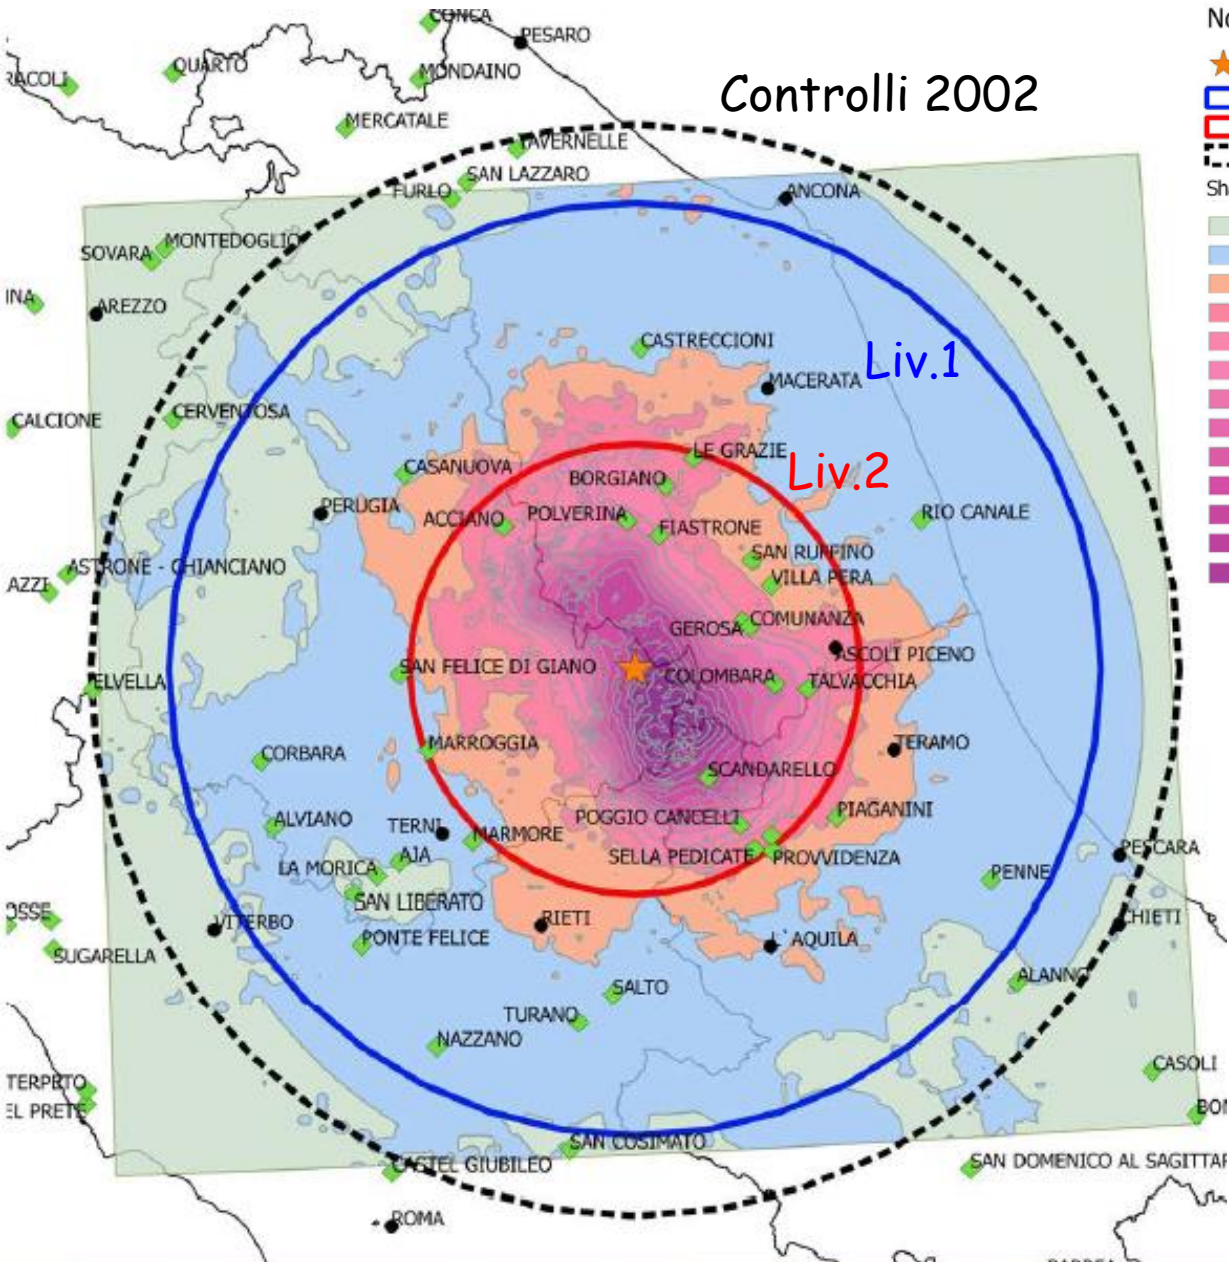 CONCA
PESARO
QUARTO
MONDAINO
Controlli 2002
MERCATALE
TAVERNELLE
SAN LAZZARO
FURLO
ANCONA
MONTEDOGLIO
SOVARA
AREZZO
CASTRECCIONI
Liv.1
MACERATA
CERVENTOSA
CALCIONE
LE GRAZIE
CASANUOVA
Liv.2
BORGIANO
PERUGIA
ACCIANO
POLVERINA
RIO CANALE
FIASTRONE
SAN RUFFINO
ASTRONE - CHIANCIANO
VILLA PERA
AZZI
COMUNANZA
GEROSA
ASCOLI PICENO
SAN FELICE DI GIANO
COLOMBARA
TALVACCHIA
ELVELLA
MARROGGIA
TERAMO
CORBARA
SCANDARELLO
PIAGANINI
POGGIO CANCELLI
ALVIANO
TERNI
MARMORE
PESCARA
AJA
SELLA PEDICATE
PROVVIDENZA
LA MORICA
PENNE
SAN LIBERATO
OSSE
VITERBO
RIETI
CHIETI
PONTE FELICE
L'AQUILA
SUGARELLA
ALANNO
SALTO
TURANO
NAZZANO
CASOLI
TERPETO
EL PRETE
SAN COSIMATO
CASTEL GIUBILEO
SAN DOMENICO AL SAGITTAR
ROMA